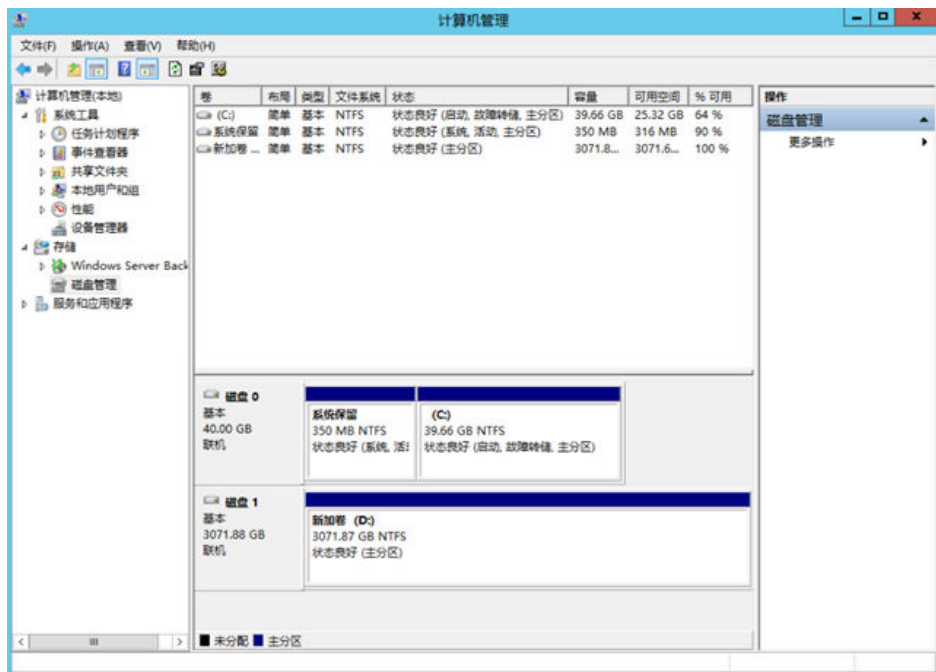 计算机管理
文件(F) 操作(A) 查看(V) 帮助(H)
计算机管理(本地)
系统工具
任务计划程序
事件查看器
共享文件夹
本地用户和组
性能
设备管理器
存储
Windows Server Back
磁盘管理
服务和应用程序
卷 布局 类型 文件系统 状态 容量 可用空间 % 可用
(C:) 简单 基本 NTFS 状态良好 (启动, 故障转储, 主分区) 39.66 GB 25.32 GB 64 %
系统保留 简单 基本 NTFS 状态良好 (系统, 活动, 主分区) 350 MB 316 MB 90 %
新加卷 ... 简单 基本 NTFS 状态良好 (主分区) 3071.8... 3071.6... 100 %
磁盘 0
基本
40.00 GB
联机
系统保留
350 MB NTFS
状态良好 (系统, 活
(C:)
39.66 GB NTFS
状态良好 (启动, 故障转储, 主分区)
磁盘 1
基本
3071.88 GB
联机
新加卷 (D:)
3071.87 GB NTFS
状态良好 (主分区)
未分配 主分区
操作
磁盘管理
更多操作